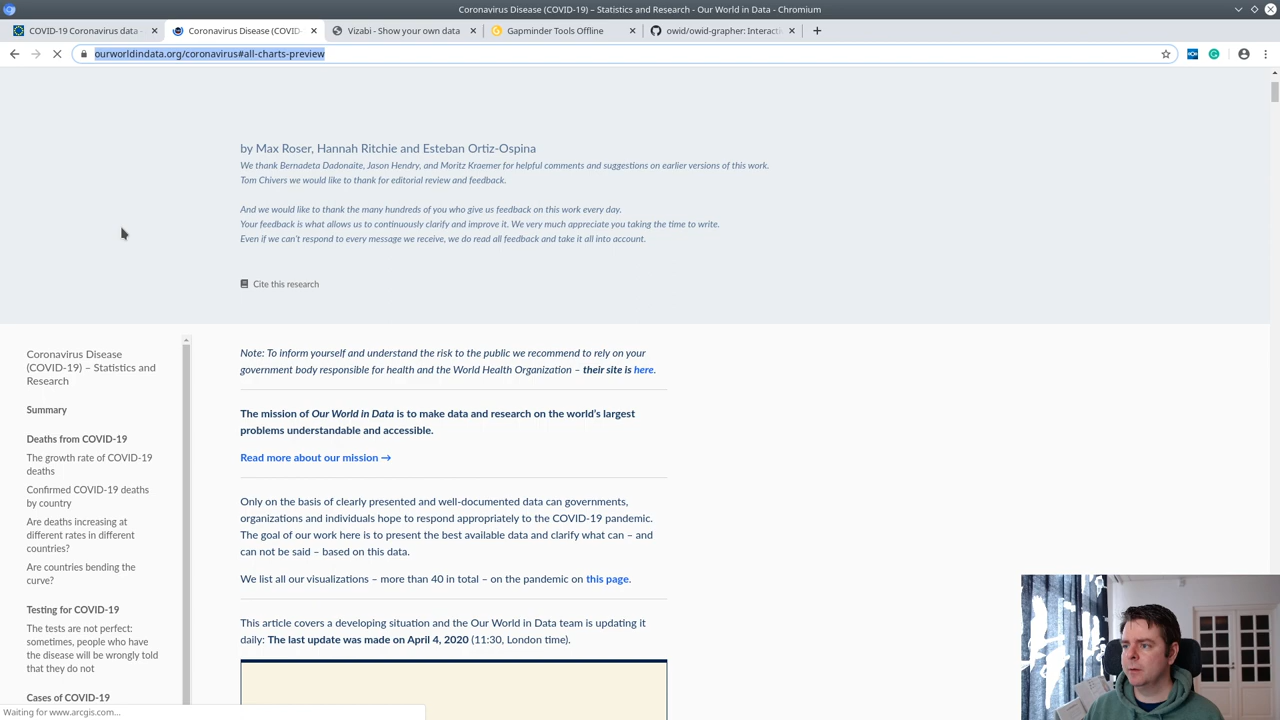 Coronavirus Disease (COVID-19) – Statistics and Research - Our World in Data - Chromium
COVID-19 Coronavirus data -
Coronavirus Disease (COVID-
Vizabi - Show your own data
Gapminder Tools Offline
owid/owid-grapher: Interacti
ourworldindata.org/coronavirus#all-charts-preview
by Max Roser, Hannah Ritchie and Esteban Ortiz-Ospina
We thank Bernadeta Dadonaite, Jason Hendry, and Moritz Kraemer for helpful comments and suggestions on earlier versions of this work.
Tom Chivers we would like to thank for editorial review and feedback.
And we would like to thank the many hundreds of you who give us feedback on this work every day.
Your feedback is what allows us to continuously clarify and improve it. We very much appreciate you taking the time to write.
Even if we can't respond to every message we receive, we do read all feedback and take it all into account.
Cite this research
Coronavirus Disease
(COVID-19) – Statistics and
Research
Summary
Deaths from COVID-19
The growth rate of COVID-19
deaths
Confirmed COVID-19 deaths
by country
Are deaths increasing at
different rates in different
countries?
Are countries bending the
curve?
Testing for COVID-19
The tests are not perfect:
sometimes, people who have
the disease will be wrongly told
that they do not
Cases of COVID-19
Note: To inform yourself and understand the risk to the public we recommend to rely on your
government body responsible for health and the World Health Organization – their site is here.
The mission of Our World in Data is to make data and research on the world's largest
problems understandable and accessible.
Read more about our mission →
Only on the basis of clearly presented and well-documented data can governments,
organizations and individuals hope to respond appropriately to the COVID-19 pandemic.
The goal of our work here is to present the best available data and clarify what can – and
can not be said – based on this data.
We list all our visualizations – more than 40 in total – on the pandemic on this page.
This article covers a developing situation and the Our World in Data team is updating it
daily: The last update was made on April 4, 2020 (11:30, London time).
Waiting for www.arcgis.com...